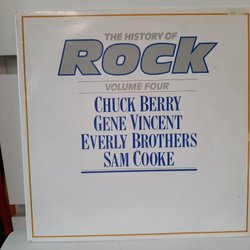 THE HISTORY OF
Rock
VOLUME FOUR
CHUCK BERRY
GENE VINCENT
EVERLY BROTHERS
SAM COOKE